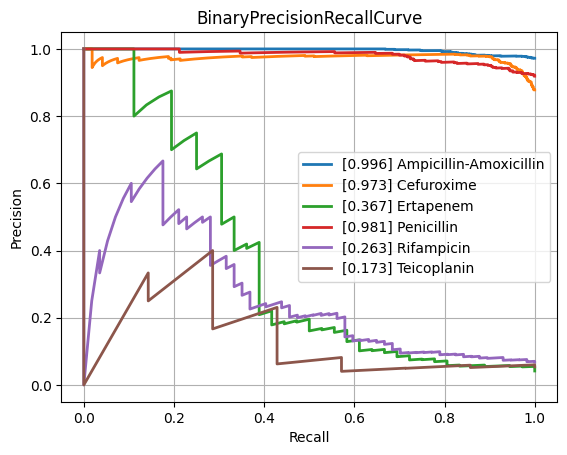 BinaryPrecisionRecallCurve
Precision
1.0
0.8
0.6
0.4
0.2
0.0
[0.996] Ampicillin-Amoxicillin
[0.973] Cefuroxime
[0.367] Ertapenem
[0.981] Penicillin
[0.263] Rifampicin
[0.173] Teicoplanin
0.0 0.2 0.4 0.6 0.8 1.0
Recall